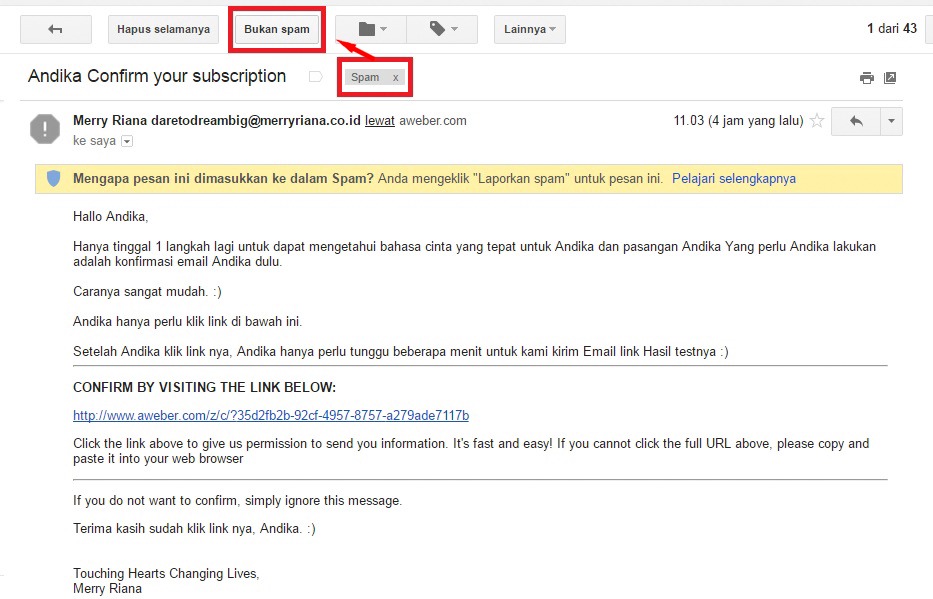 Hapus selamanya
Bukan spam
Lainnya
1 dari 43
Andika Confirm your subscription
Spam x
Merry Riana daretodreambig@merryriana.co.id lewat aweber.com
11.03 (4 jam yang lalu)
ke saya
Mengapa pesan ini dimasukkan ke dalam Spam? Anda mengeklik "Laporkan spam" untuk pesan ini. Pelajari selengkapnya
Hallo Andika,
Hanya tinggal 1 langkah lagi untuk dapat mengetahui bahasa cinta yang tepat untuk Andika dan pasangan Andika Yang perlu Andika lakukan
adalah konfirmasi email Andika dulu.
Caranya sangat mudah. :)
Andika hanya perlu klik link di bawah ini.
Setelah Andika klik link nya, Andika hanya perlu tunggu beberapa menit untuk kami kirim Email link Hasil testnya :)
CONFIRM BY VISITING THE LINK BELOW:
http://www.aweber.com/z/c/?35d2fb2b-92cf-4957-8757-a279ade7117b
Click the link above to give us permission to send you information. It's fast and easy! If you cannot click the full URL above, please copy and
paste it into your web browser
If you do not want to confirm, simply ignore this message.
Terima kasih sudah klik link nya, Andika. :)
Touching Hearts Changing Lives,
Merry Riana